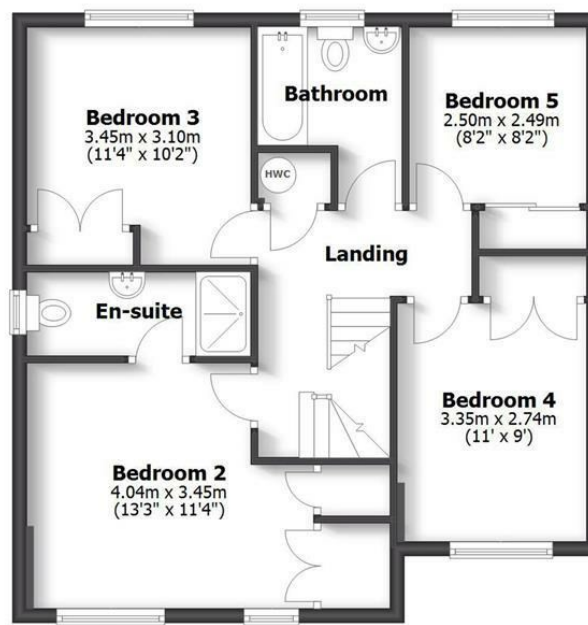 Bedroom 3
3.45m x 3.10m
(11'4" x 10'2")
Bathroom
Bedroom 5
2.50m x 2.49m
(8'2" x 8'2")
HWC
Landing
En-suite
Bedroom 4
3.35m x 2.74m
(11' x 9')
Bedroom 2
4.04m x 3.45m
(13'3" x 11'4")